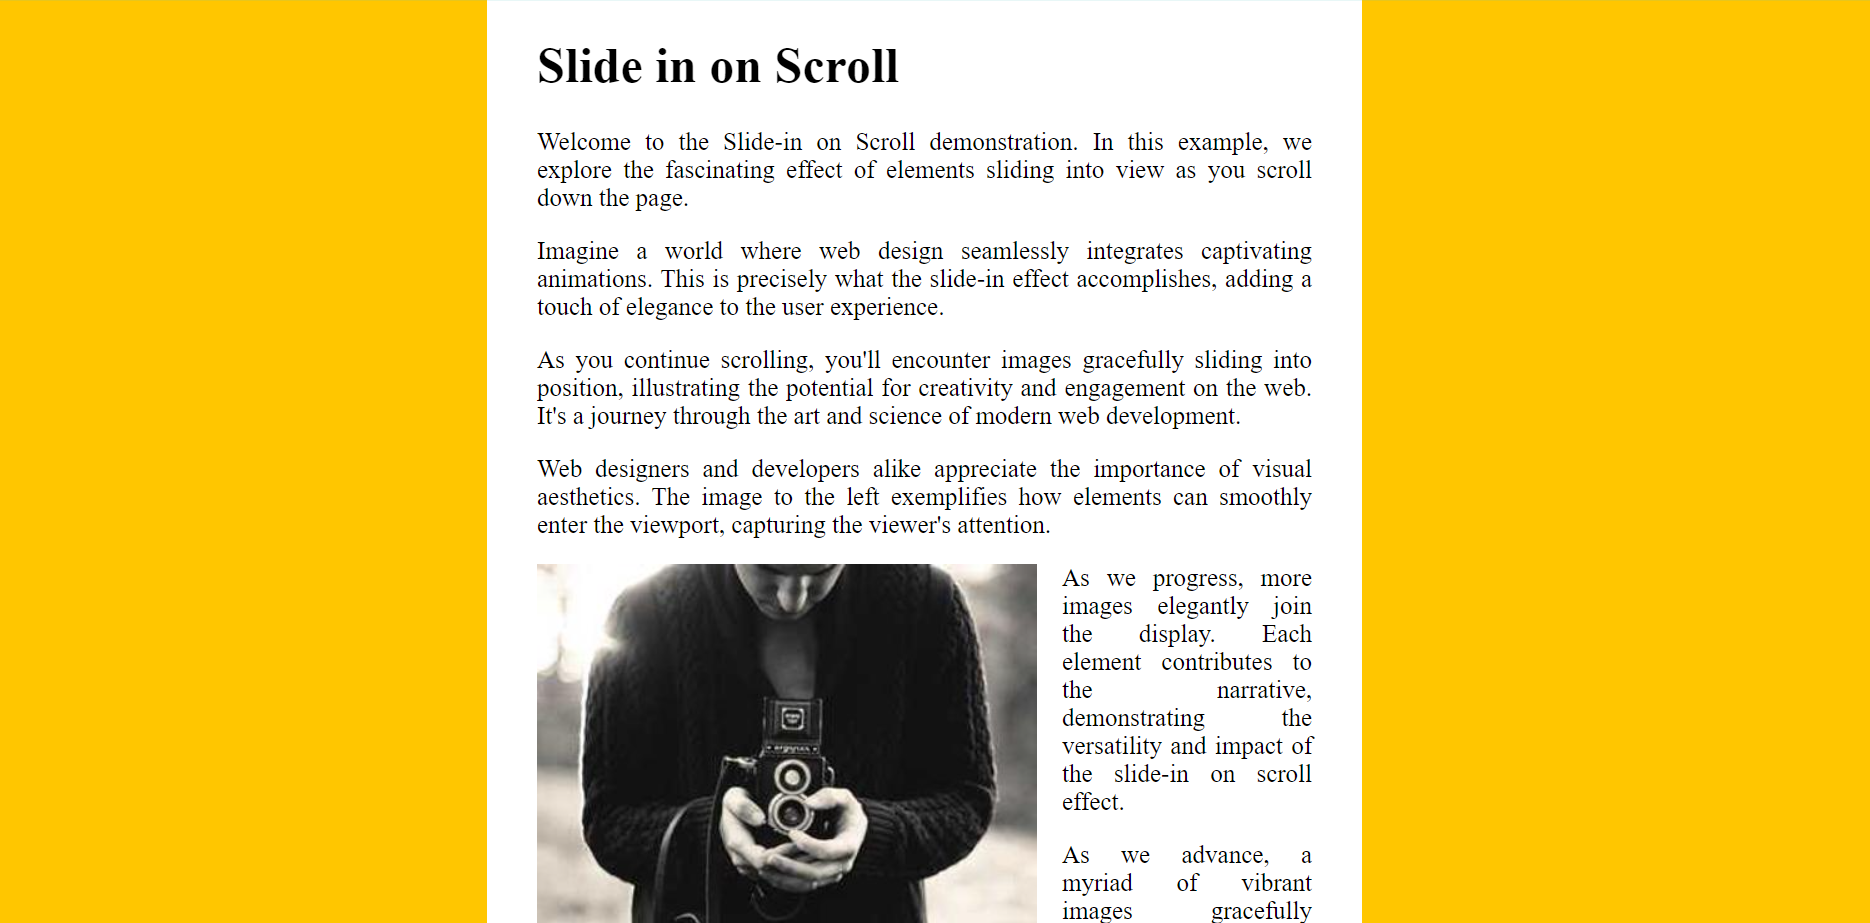 Slide in on Scroll
Welcome to the Slide-in on Scroll demonstration. In this example, we
explore the fascinating effect of elements sliding into view as you scroll
down the page.
Imagine a world where web design seamlessly integrates captivating
animations. This is precisely what the slide-in effect accomplishes, adding a
touch of elegance to the user experience.
As you continue scrolling, you'll encounter images gracefully sliding into
position, illustrating the potential for creativity and engagement on the web.
It's a journey through the art and science of modern web development.
Web designers and developers alike appreciate the importance of visual
aesthetics. The image to the left exemplifies how elements can smoothly
enter the viewport, capturing the viewer's attention.
As we progress, more
images elegantly join
the display. Each
element contributes to
the narrative,
demonstrating the
versatility and impact of
the slide-in on scroll
effect.
As we advance, a
myriad of vibrant
images gracefully